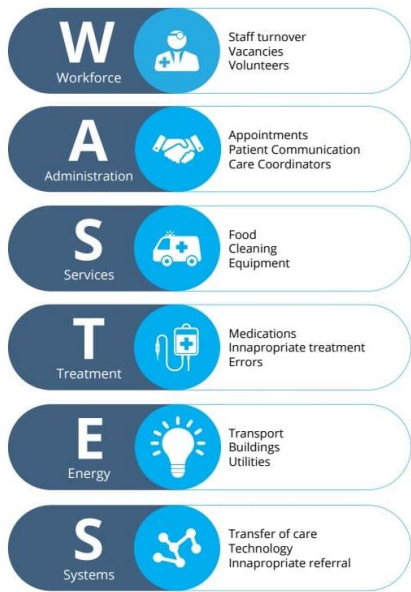 W
Workforce
Staff turnover
Vacancies
Volunteers
A
Administration
Appointments
Patient Communication
Care Coordinators
S
Services
Food
Cleaning
Equipment
T
Treatment
Medications
Innapropriate treatment
Errors
E
Energy
Transport
Buildings
Utilities
S
Systems
Transfer of care
Technology
Innapropriate referral